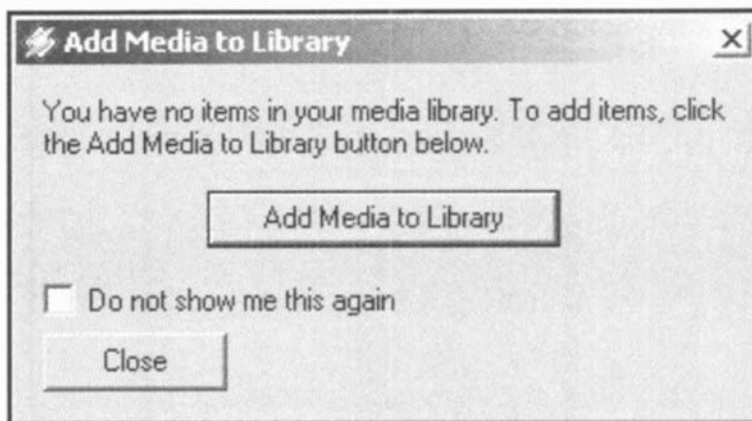 Add Media to Library
You have no items in your media library. To add items, click
the Add Media to Library button below.
Add Media to Library
Do not show me this again
Close